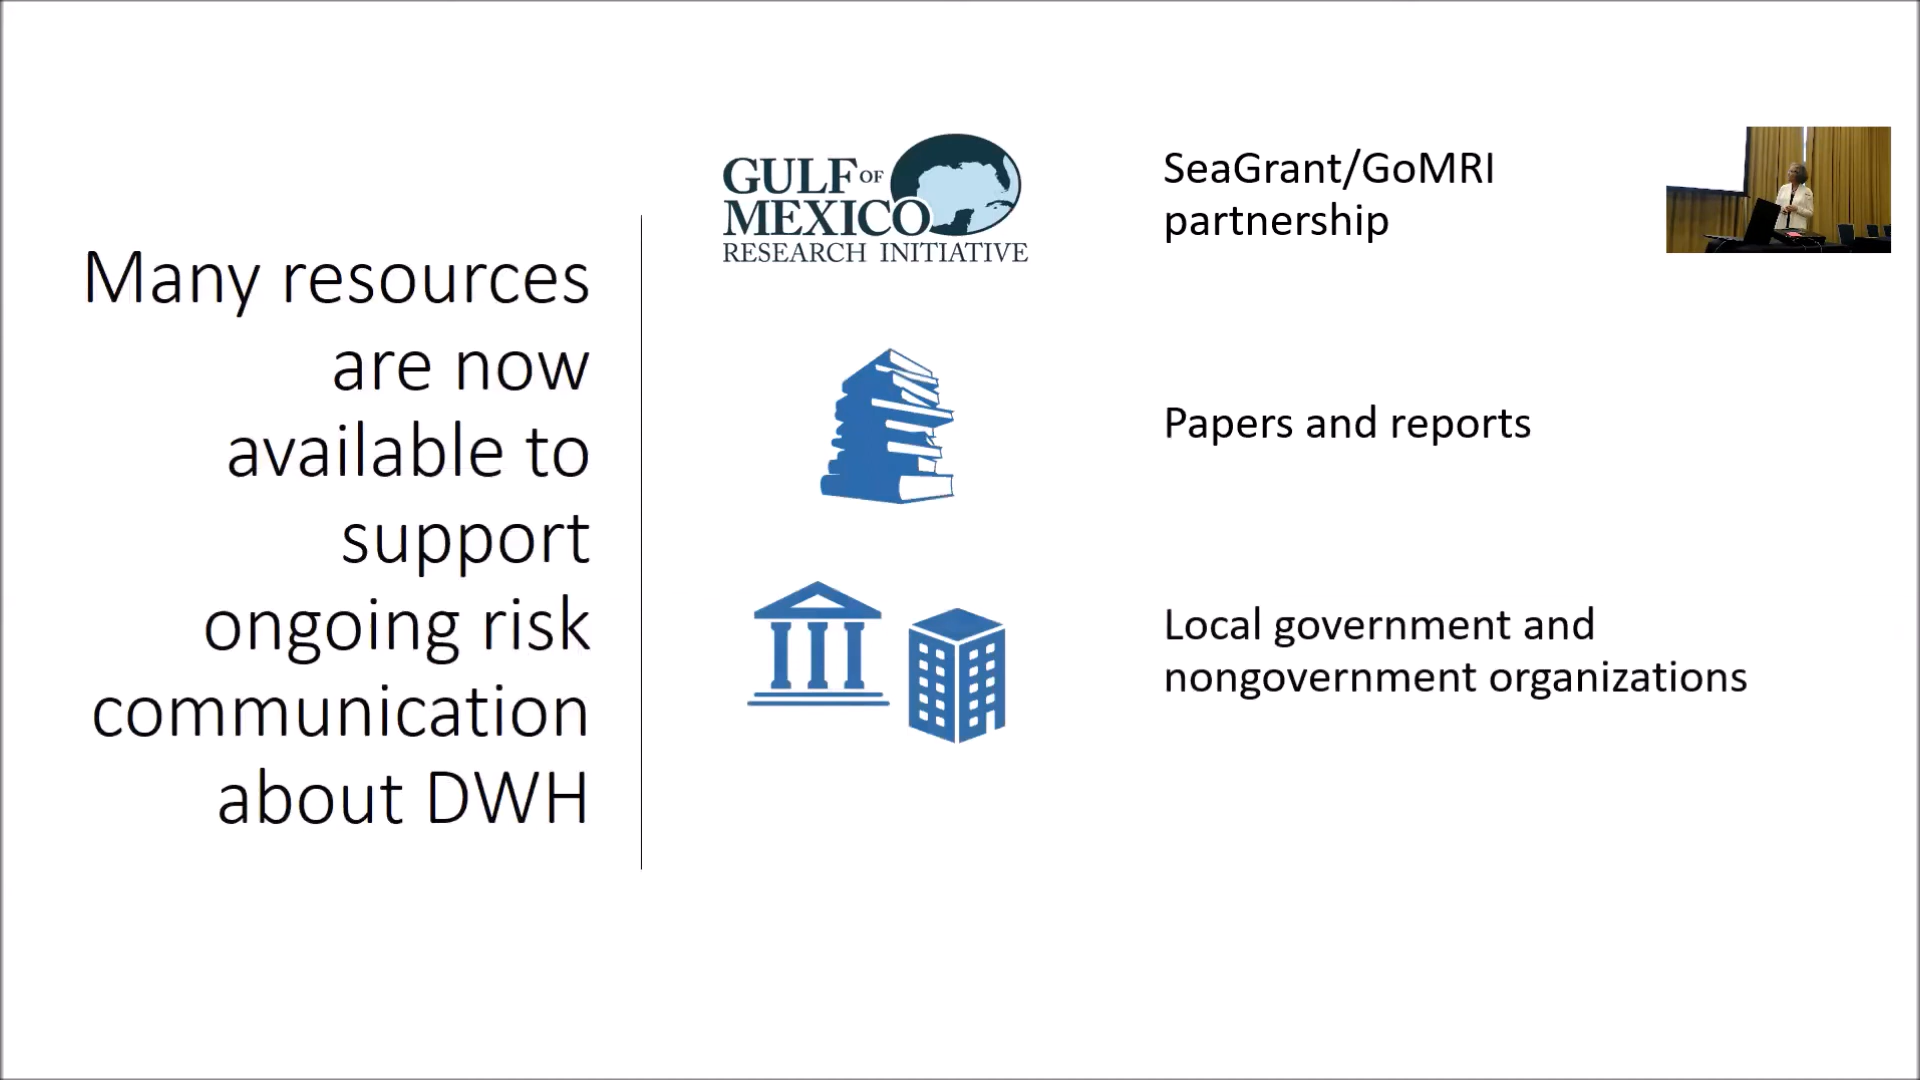 Many resources
are now
available to
support
ongoing risk
communication
about DWH
GULF OF
MEXICO
RESEARCH INITIATIVE
SeaGrant/GoMRI
partnership
Papers and reports
Local government and
nongovernment organizations